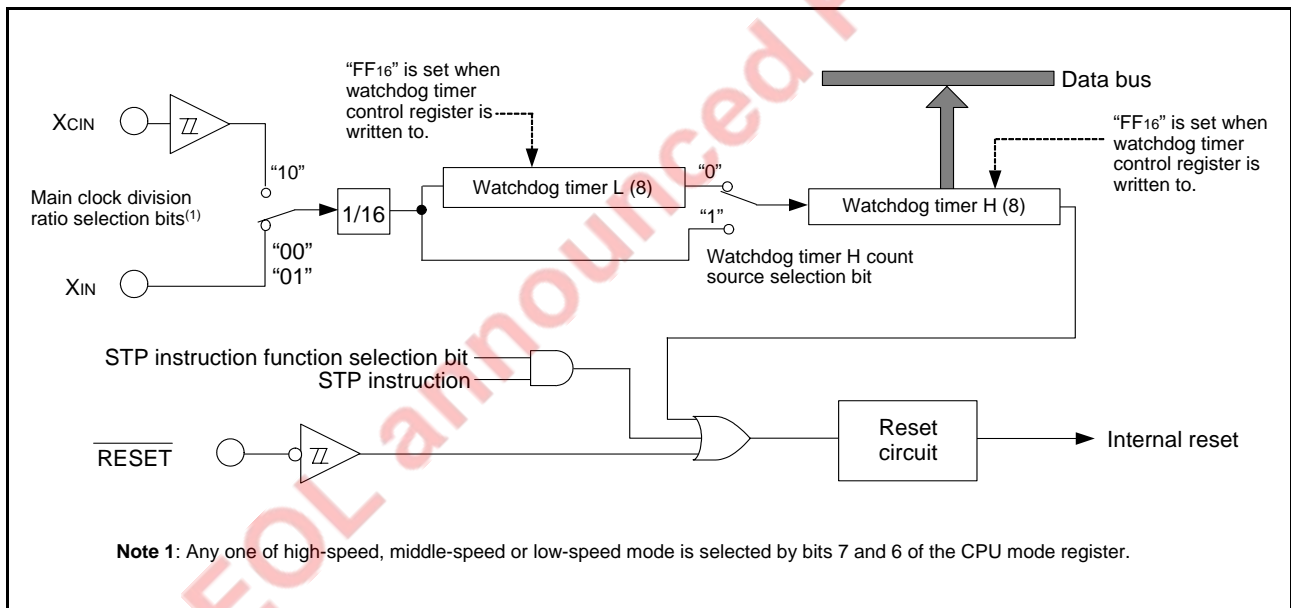 “FF16” is set when
watchdog timer
control register is
written to.
Data bus
XCIN
“FF16” is set when
watchdog timer
control register is
written to.
“10”
Watchdog timer L (8)
“0”
Watchdog timer H (8)
Main clock division
ratio selection bits(1)
1/16
“1”
“00”
“01”
Watchdog timer H count
source selection bit
XIN
STP instruction function selection bit
STP instruction
RESET
Reset
circuit
Internal reset
Note 1: Any one of high-speed, middle-speed or low-speed mode is selected by bits 7 and 6 of the CPU mode register.
EOL announced